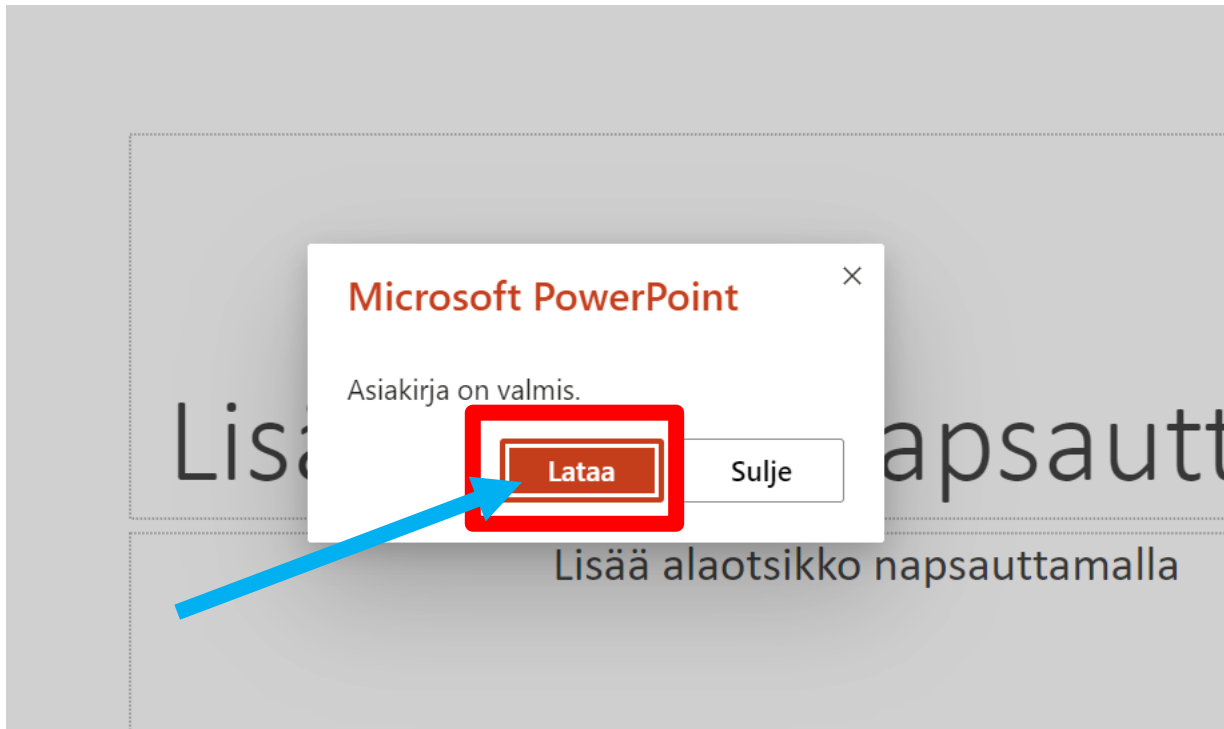 Microsoft PowerPoint
Asiakirja on valmis.
Lataa
Sulje
Lisää alaotsikko napsauttamalla